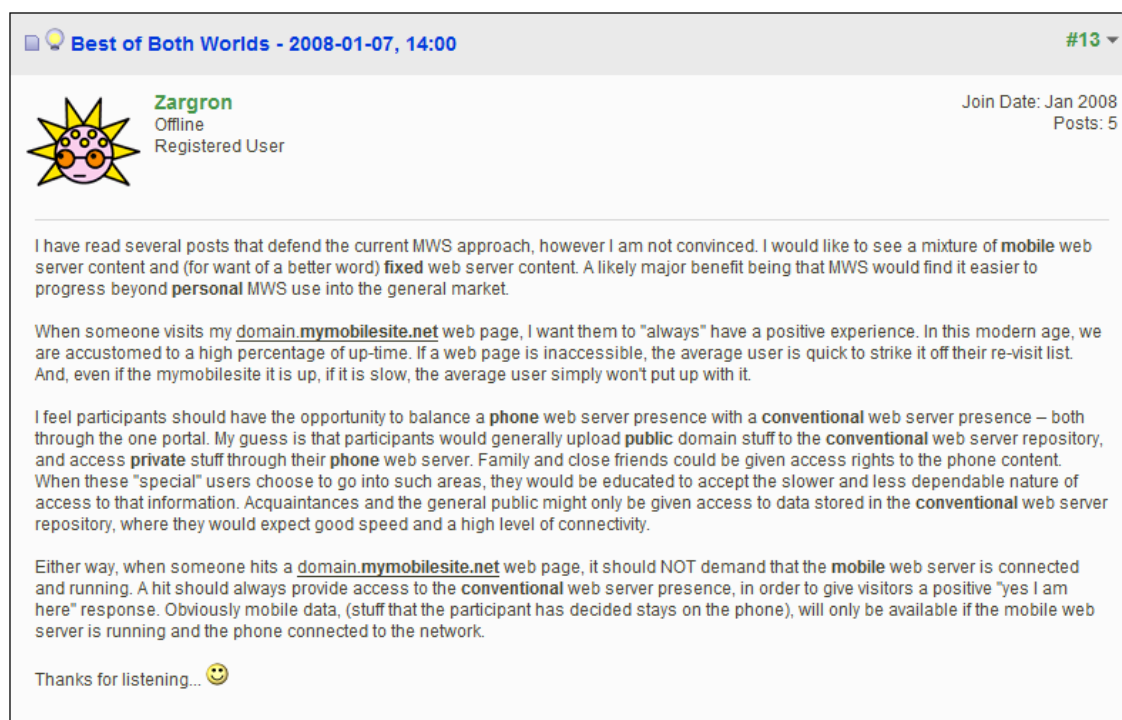 Best of Both Worlds - 2008-01-07, 14:00
#13
Zargron
Offline
Registered User
Join Date: Jan 2008
Posts: 5
I have read several posts that defend the current MWS approach, however I am not convinced. I would like to see a mixture of mobile web
server content and (for want of a better word) fixed web server content. A likely major benefit being that MWS would find it easier to
progress beyond personal MWS use into the general market.
When someone visits my domain.mymobilesite.net web page, I want them to "always" have a positive experience. In this modern age, we
are accustomed to a high percentage of up-time. If a web page is inaccessible, the average user is quick to strike it off their re-visit list.
And, even if the mymobilesite it is up, if it is slow, the average user simply won't put up with it.
I feel participants should have the opportunity to balance a phone web server presence with a conventional web server presence – both
through the one portal. My guess is that participants would generally upload public domain stuff to the conventional web server repository,
and access private stuff through their phone web server. Family and close friends could be given access rights to the phone content.
When these "special" users choose to go into such areas, they would be educated to accept the slower and less dependable nature of
access to that information. Acquaintances and the general public might only be given access to data stored in the conventional web server
repository, where they would expect good speed and a high level of connectivity.
Either way, when someone hits a domain.mymobilesite.net web page, it should NOT demand that the mobile web server is connected
and running. A hit should always provide access to the conventional web server presence, in order to give visitors a positive "yes I am
here" response. Obviously mobile data, (stuff that the participant has decided stays on the phone), will only be available if the mobile web
server is running and the phone connected to the network.
Thanks for listening...